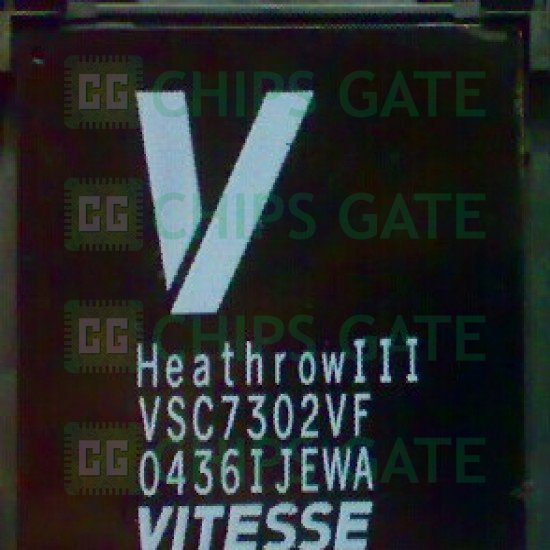 CG CHIPS GATE
CG CHIPS GATE
CG CHIPS GATE
HeathrowIII
VSC7302VF
CG CHIPS GATE
0436IJEWA
VITESSE